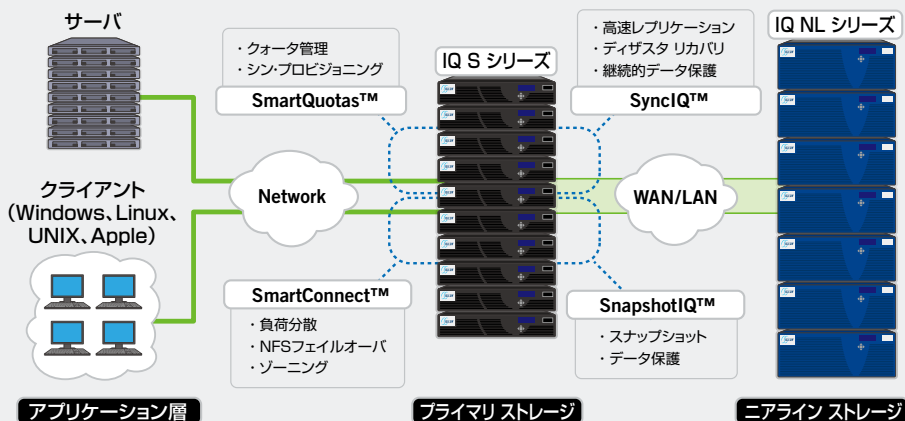 サーバ
・クォータ管理
・シン・プロビジョニング
SmartQuotas™
IQ S シリーズ
・高速レプリケーション
・ディザスタ リカバリ
・継続的データ保護
SyncIQ™
IQ NL シリーズ
クライアント
(Windows、Linux、
UNIX、Apple)
Network
WAN/LAN
SmartConnect™
・負荷分散
・NFSフェイルオーバ
・ゾーニング
SnapshotIQ™
・スナップショット
・データ保護
アプリケーション層
プライマリ ストレージ
ニアライン ストレージ